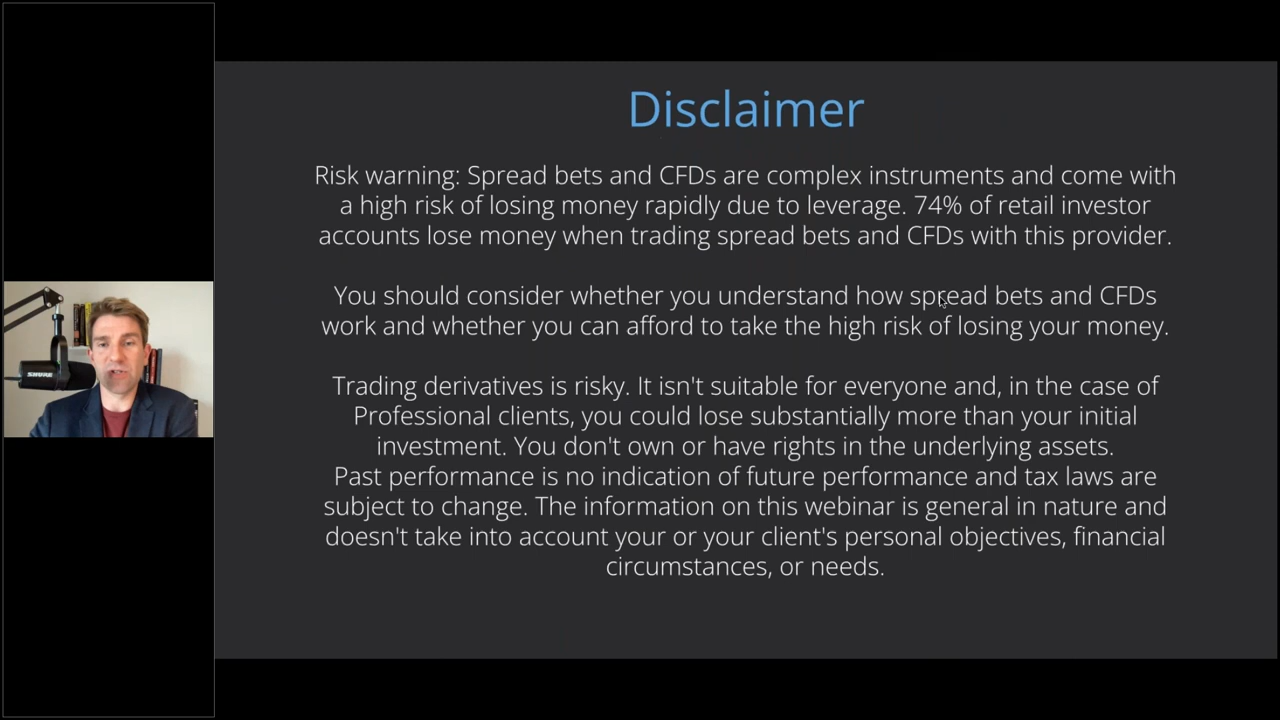 Disclaimer
Risk warning: Spread bets and CFDs are complex instruments and come with
a high risk of losing money rapidly due to leverage. 74% of retail investor
accounts lose money when trading spread bets and CFDs with this provider.
You should consider whether you understand how spread bets and CFDs
work and whether you can afford to take the high risk of losing your money.
Trading derivatives is risky. It isn't suitable for everyone and, in the case of
Professional clients, you could lose substantially more than your initial
investment. You don't own or have rights in the underlying assets.
Past performance is no indication of future performance and tax laws are
subject to change. The information on this webinar is general in nature and
doesn't take into account your or your client's personal objectives, financial
circumstances, or needs.
SHURE